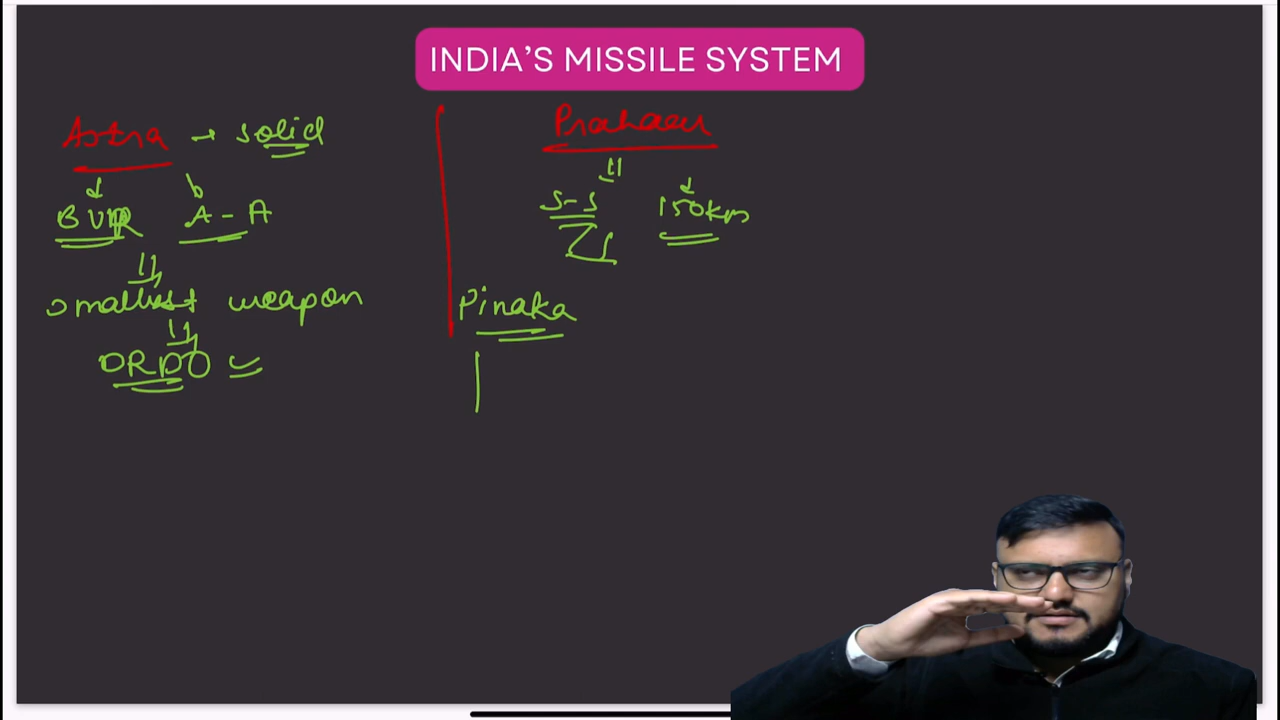 INDIA'S MISSILE SYSTEM
Astra → solid
BVR A-A
smallest weapon
DRDO
Prahaar
S-S 150km
Pinaka